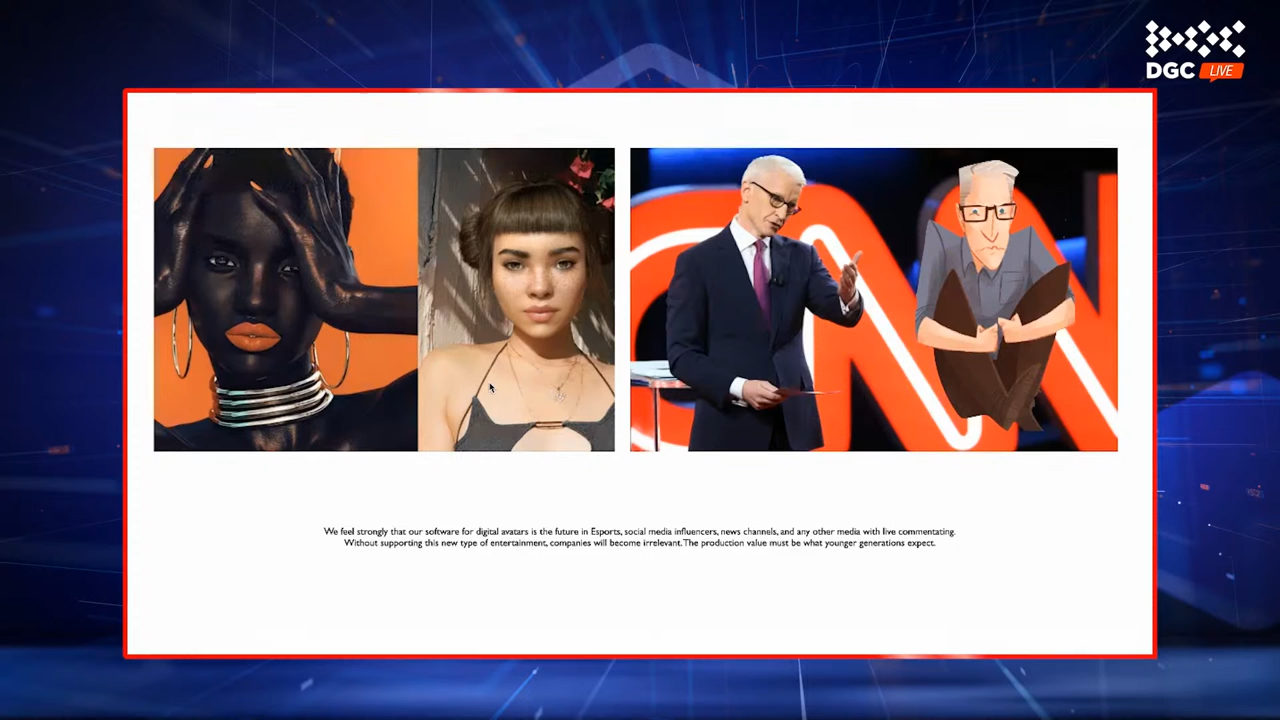 DGC LIVE
CNN
We feel strongly that our software for digital avatars is the future in Esports, social media influencers, news channels, and any other media with live commentating.
Without supporting this new type of entertainment, companies will become irrelevant. The production value must be what younger generations expect.